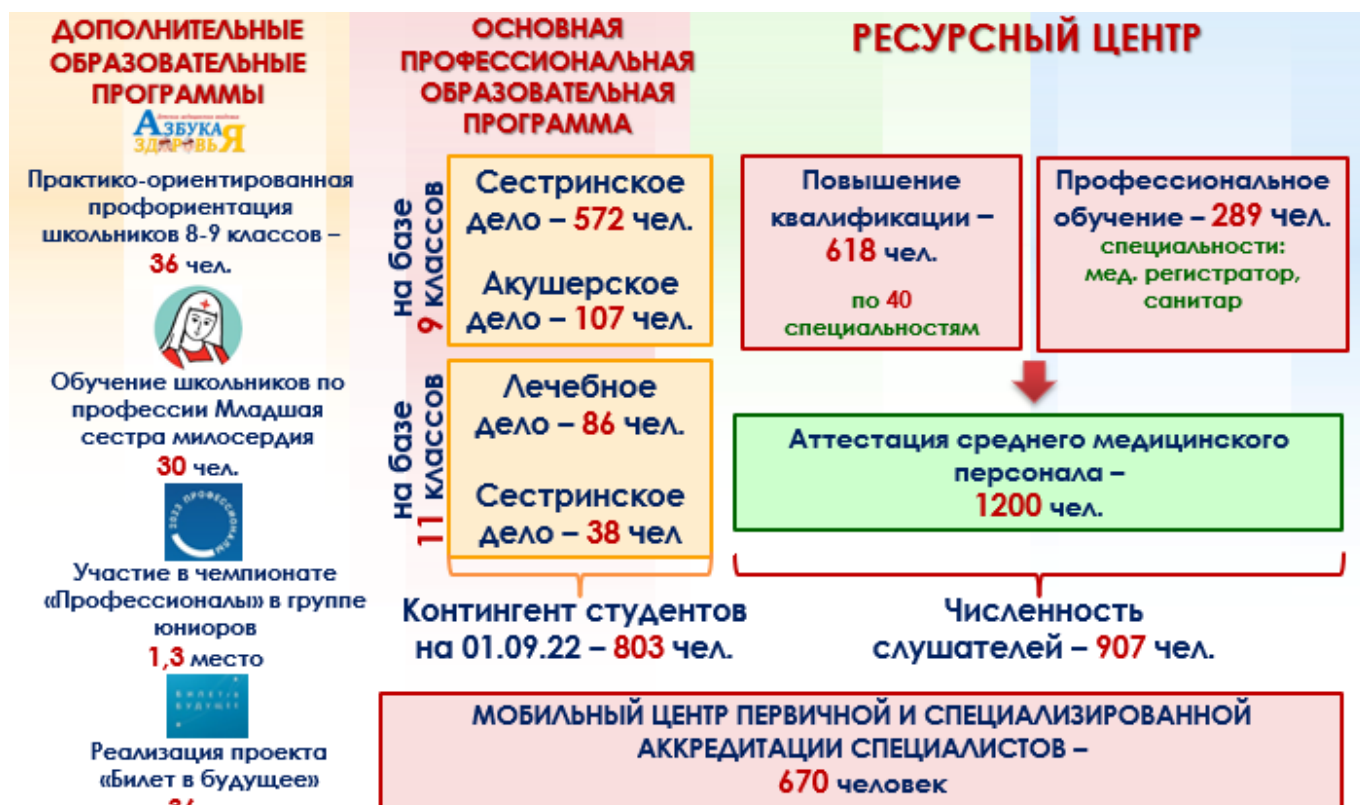 ДОПОЛНИТЕЛЬНЫЕ
ОБРАЗОВАТЕЛЬНЫЕ
ПРОГРАММЫ
АЗБУКА
ЗДОРОВЬЯ
Практико-ориентированная
профориентация
школьников 8-9 классов –
36 чел.
Обучение школьников по
профессии Младшая
сестра милосердия
30 чел.
2023 ПРОФЕССИОНАЛЫ
Участие в чемпионате
«Профессионалы» в группе
юниоров
1,3 место
БИЛЕТ В
БУДУЩЕЕ
Реализация проекта
«Билет в будущее»
ОСНОВНАЯ
ПРОФЕССИОНАЛЬНАЯ
ОБРАЗОВАТЕЛЬНАЯ
ПРОГРАММА
на базе
9 классов
Сестринское
дело – 572 чел.
Акушерское
дело – 107 чел.
на базе
11 классов
Лечебное
дело – 86 чел.
Сестринское
дело – 38 чел
Контингент студентов
на 01.09.22 – 803 чел.
РЕСУРСНЫЙ ЦЕНТР
Повышение
квалификации –
618 чел.
по 40
специальностям
Профессиональное
обучение – 289 чел.
специальности:
мед. регистратор,
санитар
Аттестация среднего медицинского
персонала –
1200 чел.
Численность
слушателей – 907 чел.
МОБИЛЬНЫЙ ЦЕНТР ПЕРВИЧНОЙ И СПЕЦИАЛИЗИРОВАННОЙ
АККРЕДИТАЦИИ СПЕЦИАЛИСТОВ –
670 человек